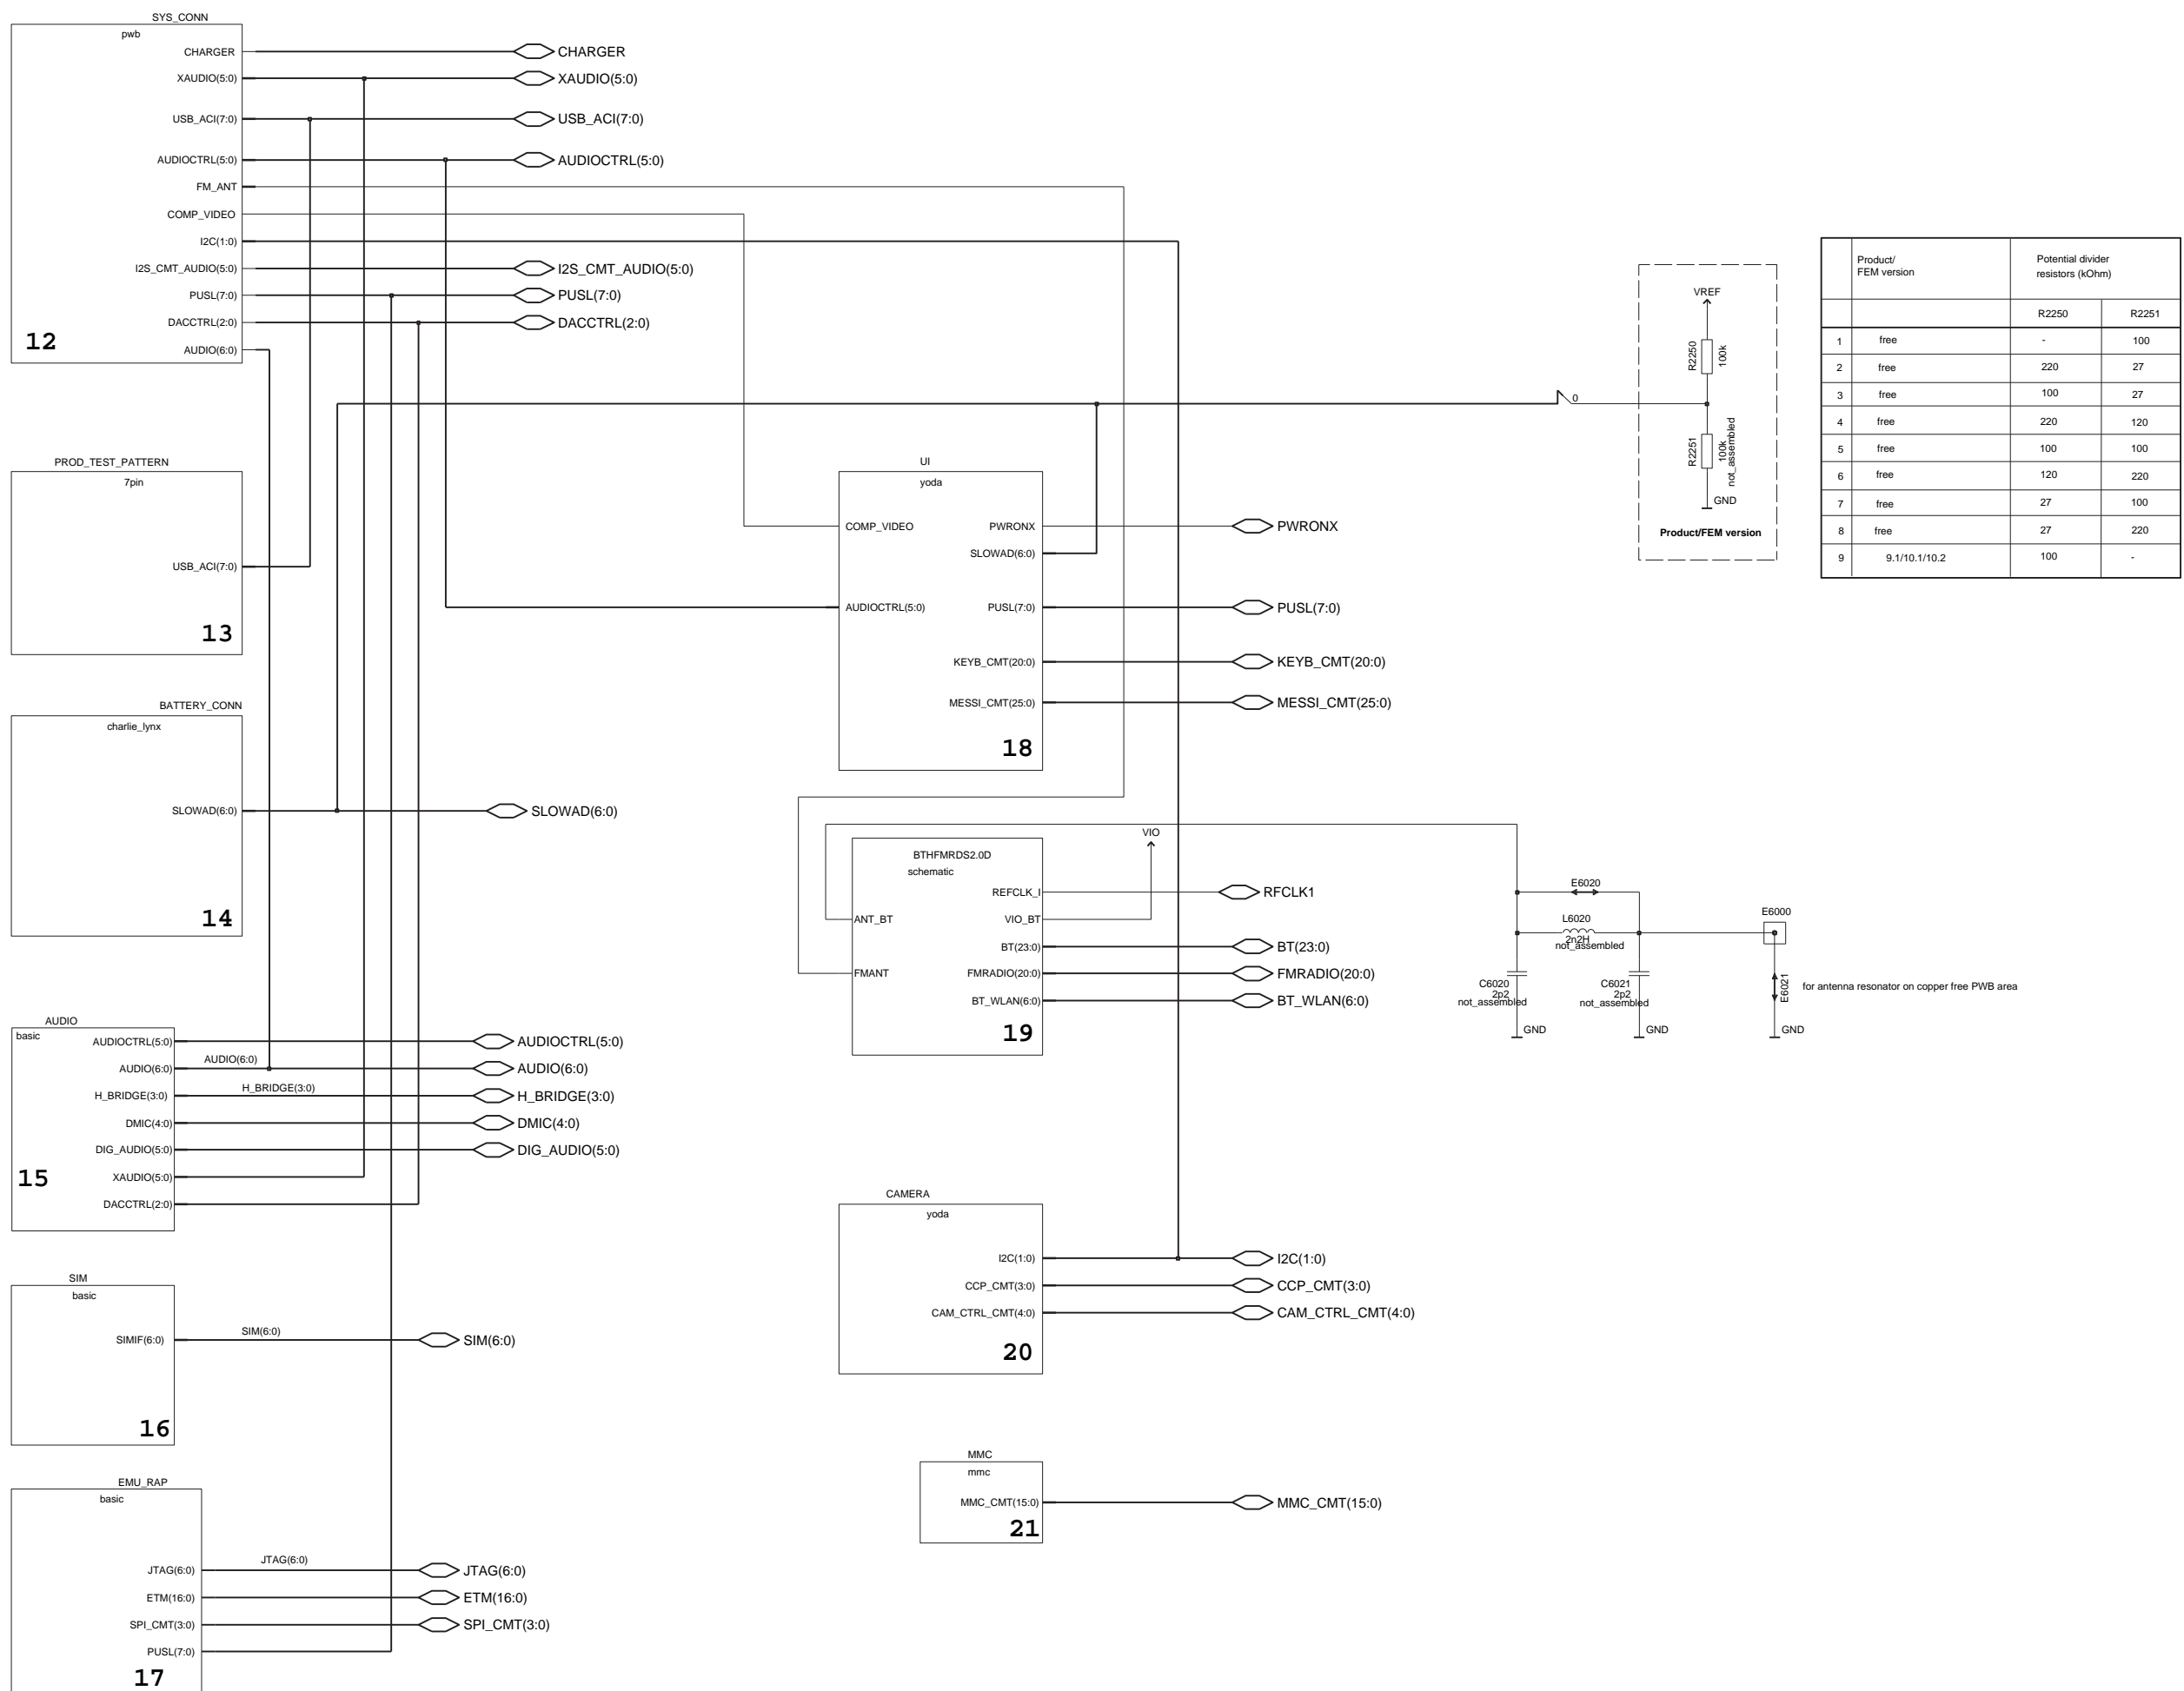 SYS_CONN
pwb
CHARGER
CHARGER
XAUDIO(5:0)
XAUDIO(5:0)
USB_ACI(7:0)
USB_ACI(7:0)
AUDIOCTRL(5:0)
AUDIOCTRL(5:0)
FM_ANT
COMP_VIDEO
I2C(1:0)
I2S_CMT_AUDIO(5:0)
I2S_CMT_AUDIO(5:0)
PUSL(7:0)
PUSL(7:0)
DACCTRL(2:0)
DACCTRL(2:0)
AUDIO(6:0)
12
PROD_TEST_PATTERN
7pin
USB_ACI(7:0)
13
BATTERY_CONN
charlie_lynx
SLOWAD(6:0)
SLOWAD(6:0)
14
AUDIO
basic
AUDIOCTRL(5:0)
AUDIOCTRL(5:0)
AUDIO(6:0)
AUDIO(6:0)
AUDIO(6:0)
H_BRIDGE(3:0)
H_BRIDGE(3:0)
H_BRIDGE(3:0)
DMIC(4:0)
DMIC(4:0)
DIG_AUDIO(5:0)
DIG_AUDIO(5:0)
XAUDIO(5:0)
DACCTRL(2:0)
15
SIM
basic
SIMIF(6:0)
SIM(6:0)
SIM(6:0)
16
EMU_RAP
basic
JTAG(6:0)
JTAG(6:0)
JTAG(6:0)
ETM(16:0)
ETM(16:0)
SPI_CMT(3:0)
SPI_CMT(3:0)
PUSL(7:0)
17
UI
yoda
COMP_VIDEO
PWRONX
PWRONX
SLOWAD(6:0)
AUDIOCTRL(5:0)
PUSL(7:0)
PUSL(7:0)
KEYB_CMT(20:0)
KEYB_CMT(20:0)
MESSI_CMT(25:0)
MESSI_CMT(25:0)
18
BTHFMRDS2.0D
schematic
VIO
REFCLK_I
RFCLK1
ANT_BT
VIO_BT
BT(23:0)
BT(23:0)
FMANT
FMRADIO(20:0)
FMRADIO(20:0)
BT_WLAN(6:0)
BT_WLAN(6:0)
19
CAMERA
yoda
I2C(1:0)
I2C(1:0)
CCP_CMT(3:0)
CCP_CMT(3:0)
CAM_CTRL_CMT(4:0)
CAM_CTRL_CMT(4:0)
20
MMC
mmc
MMC_CMT(15:0)
MMC_CMT(15:0)
21
0
VREF
R2250
100k
R2251
100k
not_assembled
GND
Product/FEM version
Product/
FEM version
Potential divider
resistors (kOhm)
R2250 R2251
1 free - 100
2 free 220 27
3 free 100 27
4 free 220 120
5 free 100 100
6 free 120 220
7 free 27 100
8 free 27 220
9 9.1/10.1/10.2 100 -
E6020
L6020
2n2H
not_assembled
C6020
2p2
not_assembled
GND
C6021
2p2
not_assembled
GND
E6000
E6021
for antenna resonator on copper free PWB area
GND